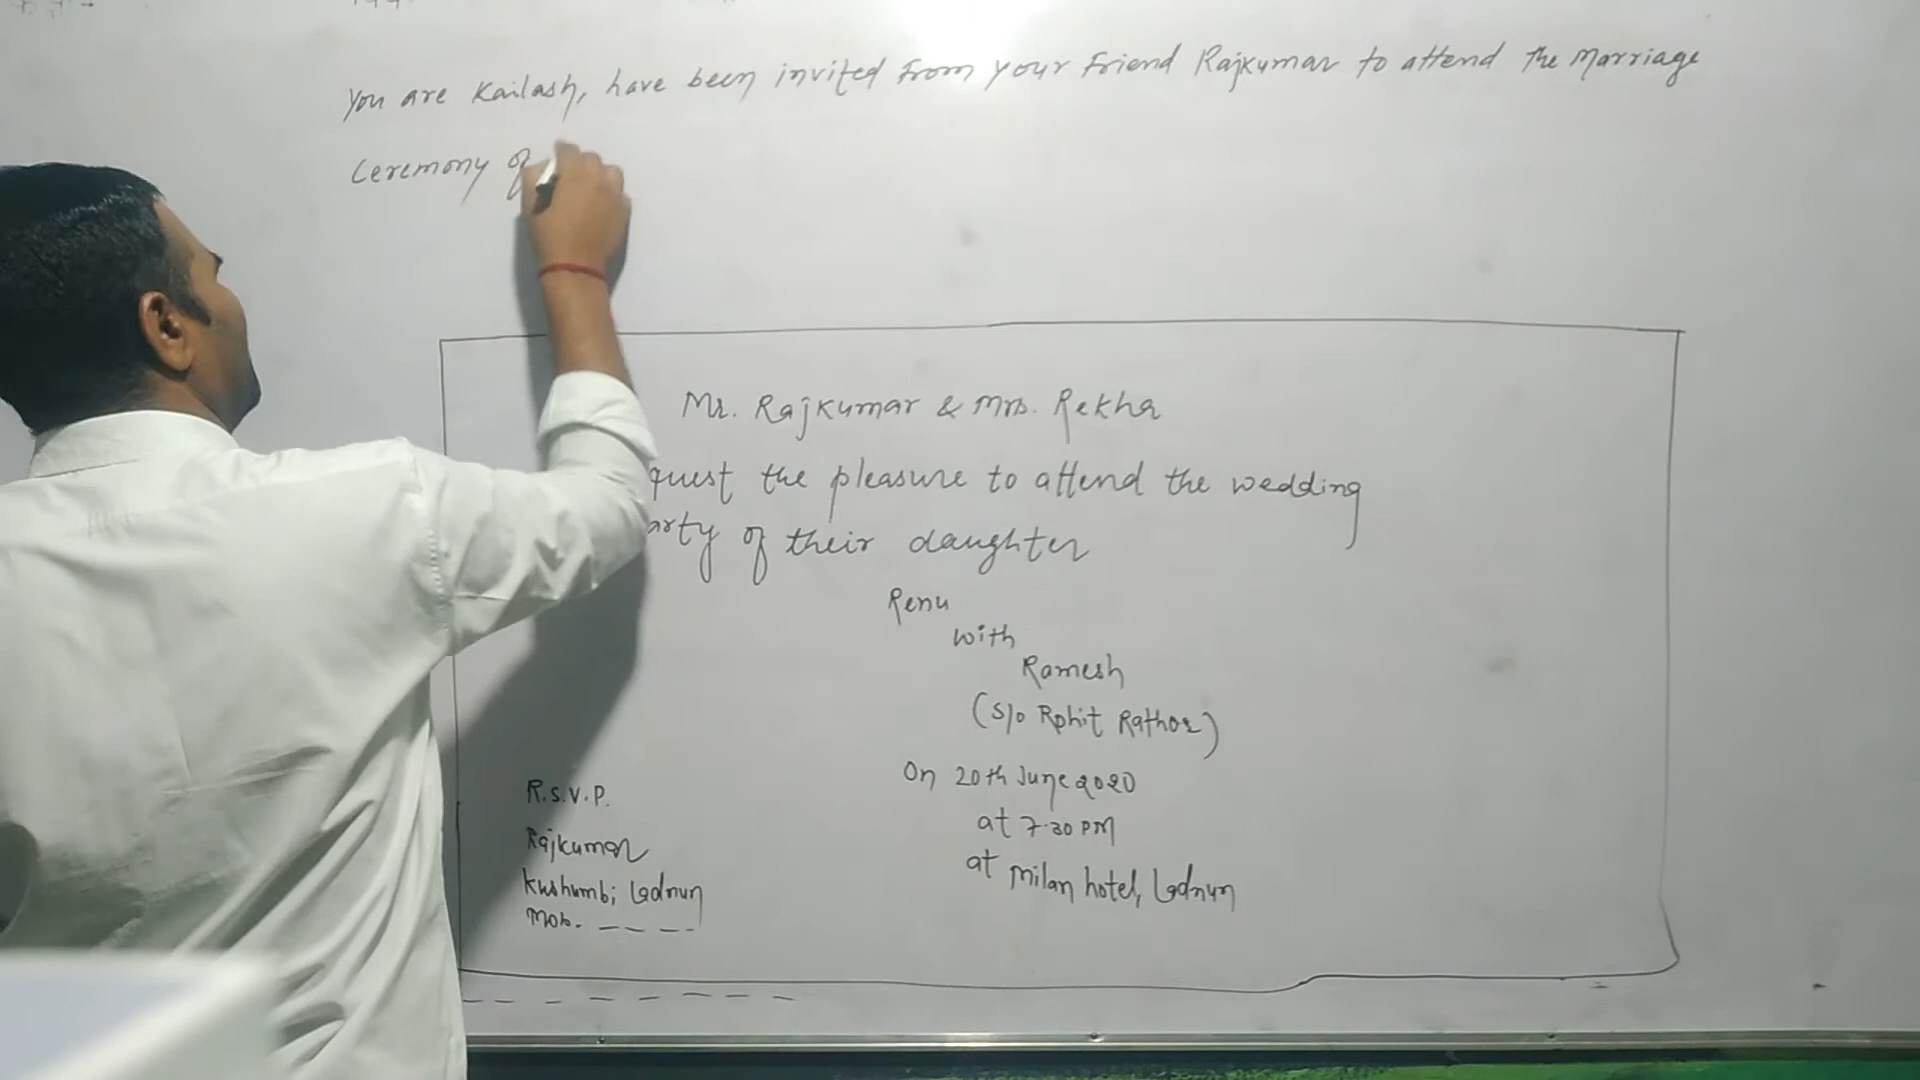 You are Kailash, have been invited from your friend Rajkumar to attend the Marriage
Ceremony of
Mr. Rajkumar & Mrs. Rekha
quest the pleasure to attend the wedding
arty of their daughter
Renu
with
Ramesh
(S/o Rohit Rathor)
On 20th June 2020
at 7.30 PM
at Milan hotel, Ladnun
R.S.V.P.
Rajkumar
Kushumbi, Ladnun
Mob. _ _ _ _ _